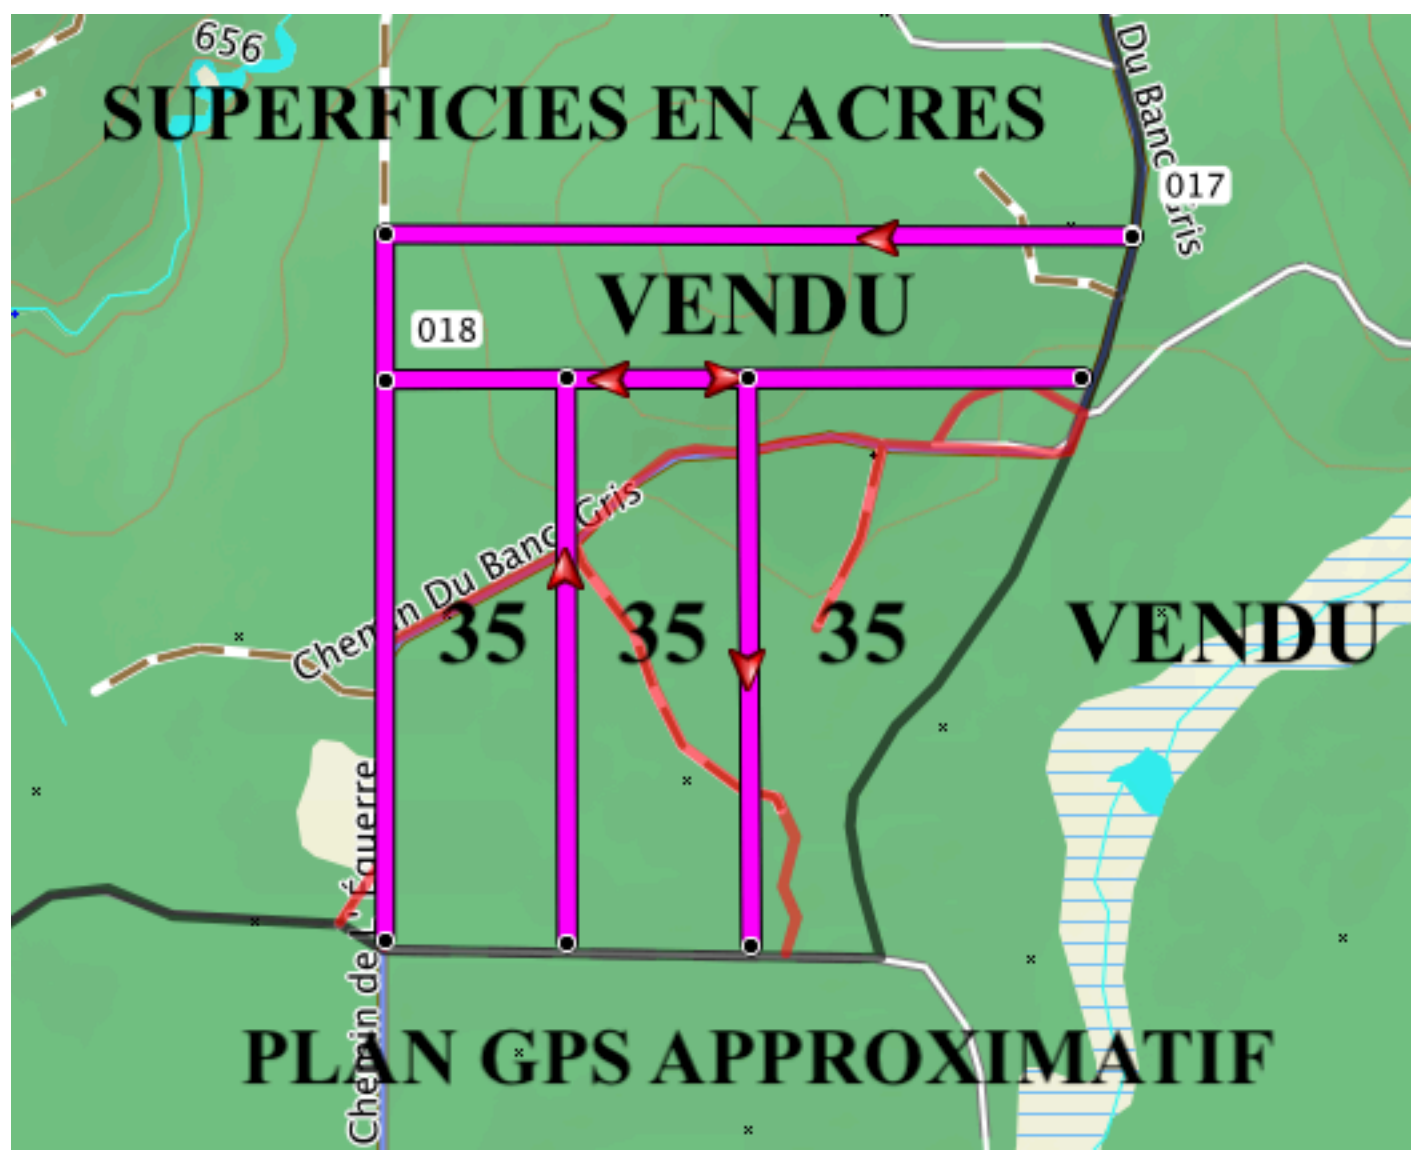 656
Du Banc Gris
SUPERFICIES EN ACRES
017
VENDU
018
Chemin Du Banc Gris
35 35 35 VENDU
Chemin de L'Équerre
PLAN GPS APPROXIMATIF